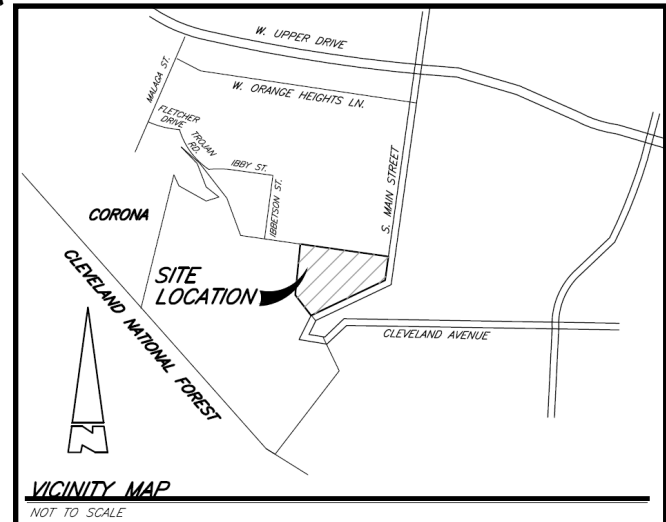 W. UPPER DRIVE
MALAGA ST.
W. ORANGE HEIGHTS LN.
FLETCHER
DRIVE
TROJAN
RD.
IBBY ST.
IBBETSON ST.
S. MAIN STREET
CORONA
SITE
LOCATION
CLEVELAND NATIONAL FOREST
CLEVELAND AVENUE
N
VICINITY MAP
NOT TO SCALE